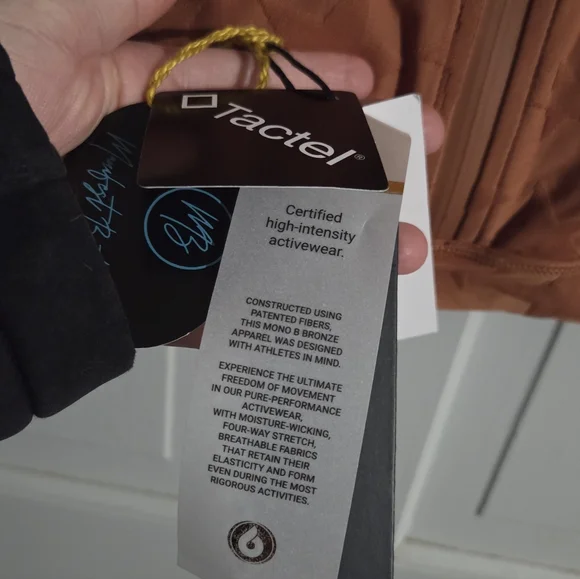 Tactel®
Certified
high-intensity
activewear.
CONSTRUCTED USING
PATENTED FIBERS,
THIS MONO B BRONZE
APPAREL WAS DESIGNED
WITH ATHLETES IN MIND.
EXPERIENCE THE ULTIMATE
FREEDOM OF MOVEMENT
IN OUR PURE-PERFORMANCE
ACTIVEWEAR,
WITH MOISTURE-WICKING,
FOUR-WAY STRETCH,
BREATHABLE FABRICS
THAT RETAIN THEIR
ELASTICITY AND FORM
EVEN DURING THE MOST
RIGOROUS ACTIVITIES.